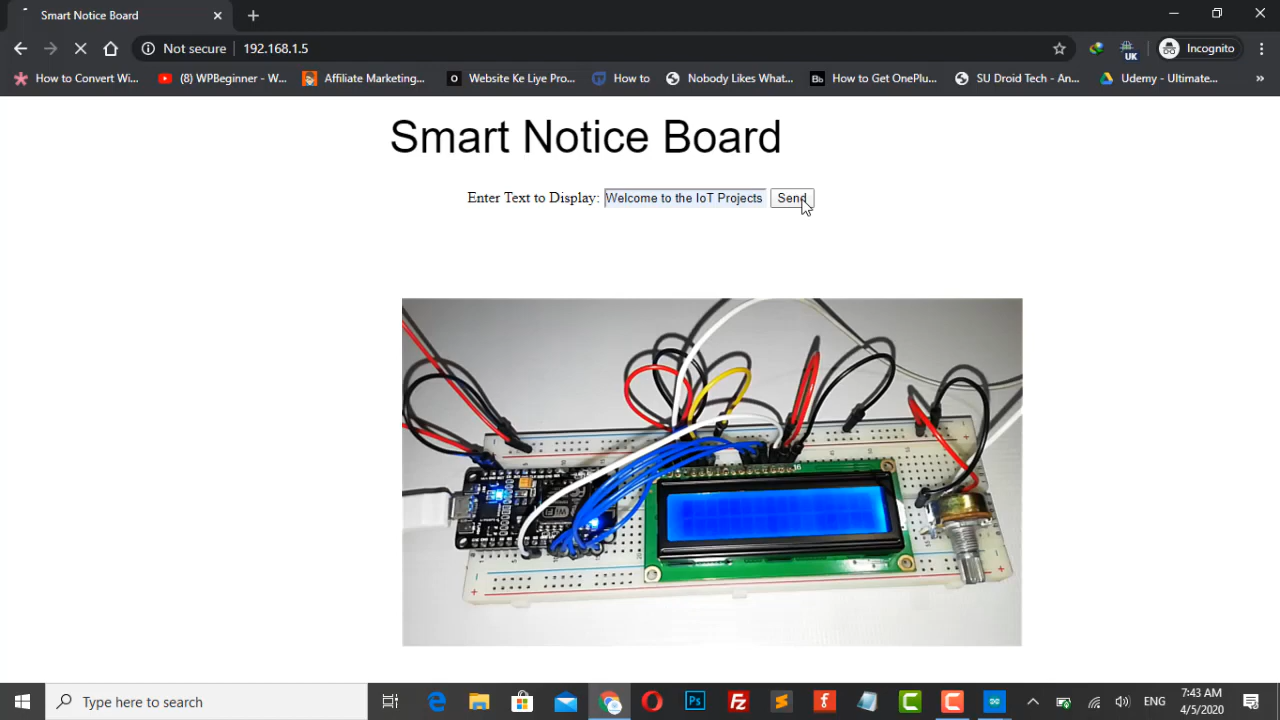 Smart Notice Board
Not secure
192.168.1.5
UK
Incognito
How to Convert Wi...
(8) WPBeginner - W...
Affiliate Marketing...
Website Ke Liye Pro...
How to
Nobody Likes What...
How to Get OnePlu...
SU Droid Tech - An...
Udemy - Ultimate...
Smart Notice Board
Enter Text to Display: Welcome to the IoT Projects Send
Type here to search
ENG
7:43 AM
4/5/2020